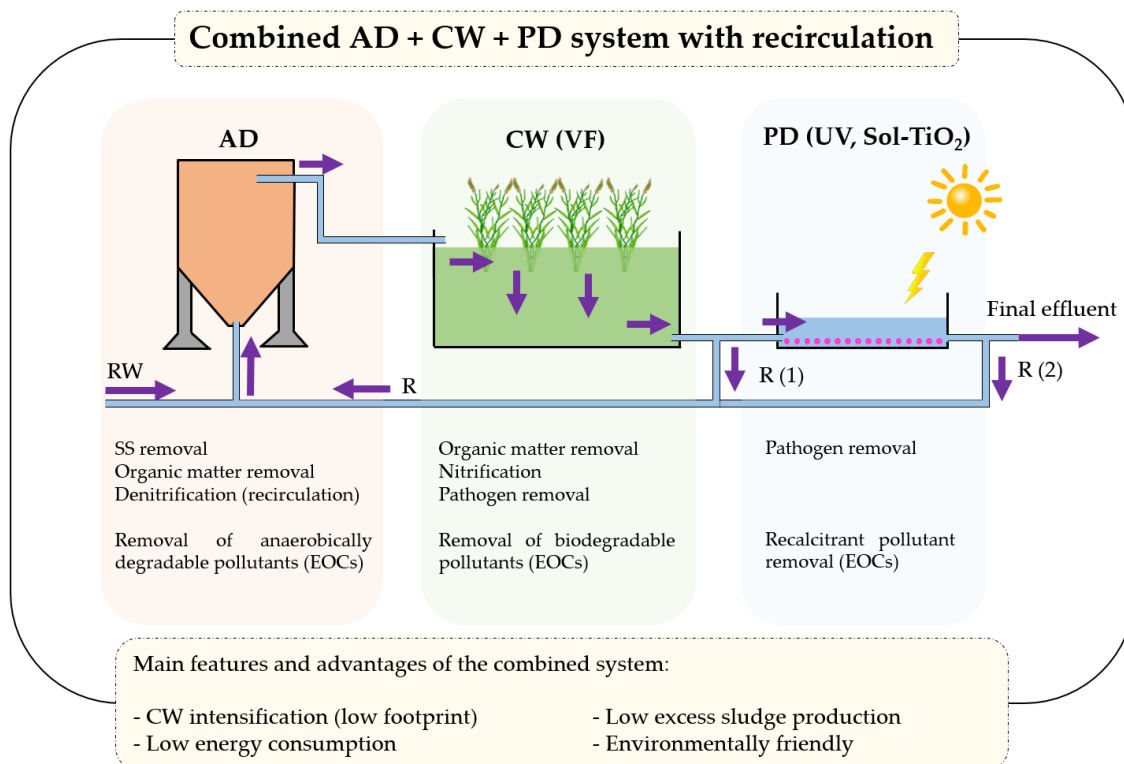 Combined AD + CW + PD system with recirculation
AD
CW (VF)
PD (UV, Sol-TiO₂)
Final effluent
RW
R
R (1)
R (2)
SS removal
Organic matter removal
Denitrification (recirculation)
Removal of anaerobically
degradable pollutants (EOCs)
Organic matter removal
Nitrification
Pathogen removal
Removal of biodegradable
pollutants (EOCs)
Pathogen removal
Recalcitrant pollutant
removal (EOCs)
Main features and advantages of the combined system:
- CW intensification (low footprint)
- Low energy consumption
- Low excess sludge production
- Environmentally friendly